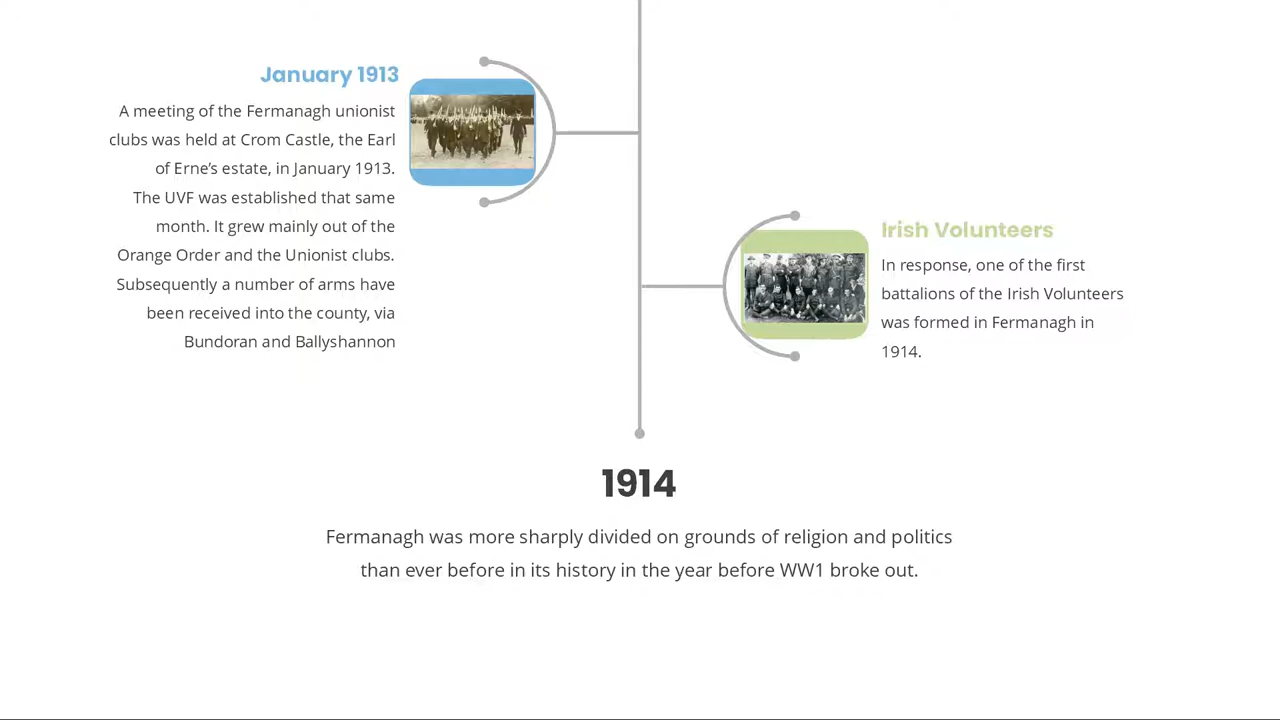 January 1913
A meeting of the Fermanagh unionist
clubs was held at Crom Castle, the Earl
of Erne’s estate, in January 1913.
The UVF was established that same
month. It grew mainly out of the
Orange Order and the Unionist clubs.
Subsequently a number of arms have
been received into the county, via
Bundoran and Ballyshannon
Irish Volunteers
In response, one of the first
battalions of the Irish Volunteers
was formed in Fermanagh in
1914.
1914
Fermanagh was more sharply divided on grounds of religion and politics
than ever before in its history in the year before WW1 broke out.